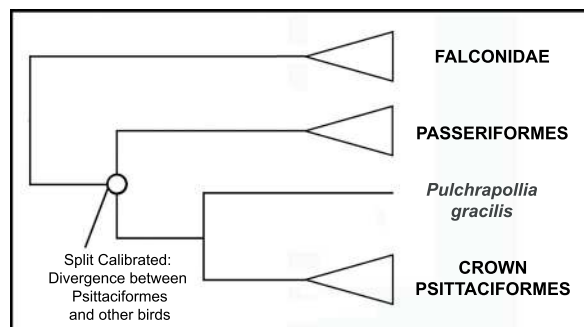 FALCONIDAE
PASSERIFORMES
Pulchrapollia
gracilis
Split Calibrated:
Divergence between
Psittaciformes
and other birds
CROWN
PSITTACIFORMES